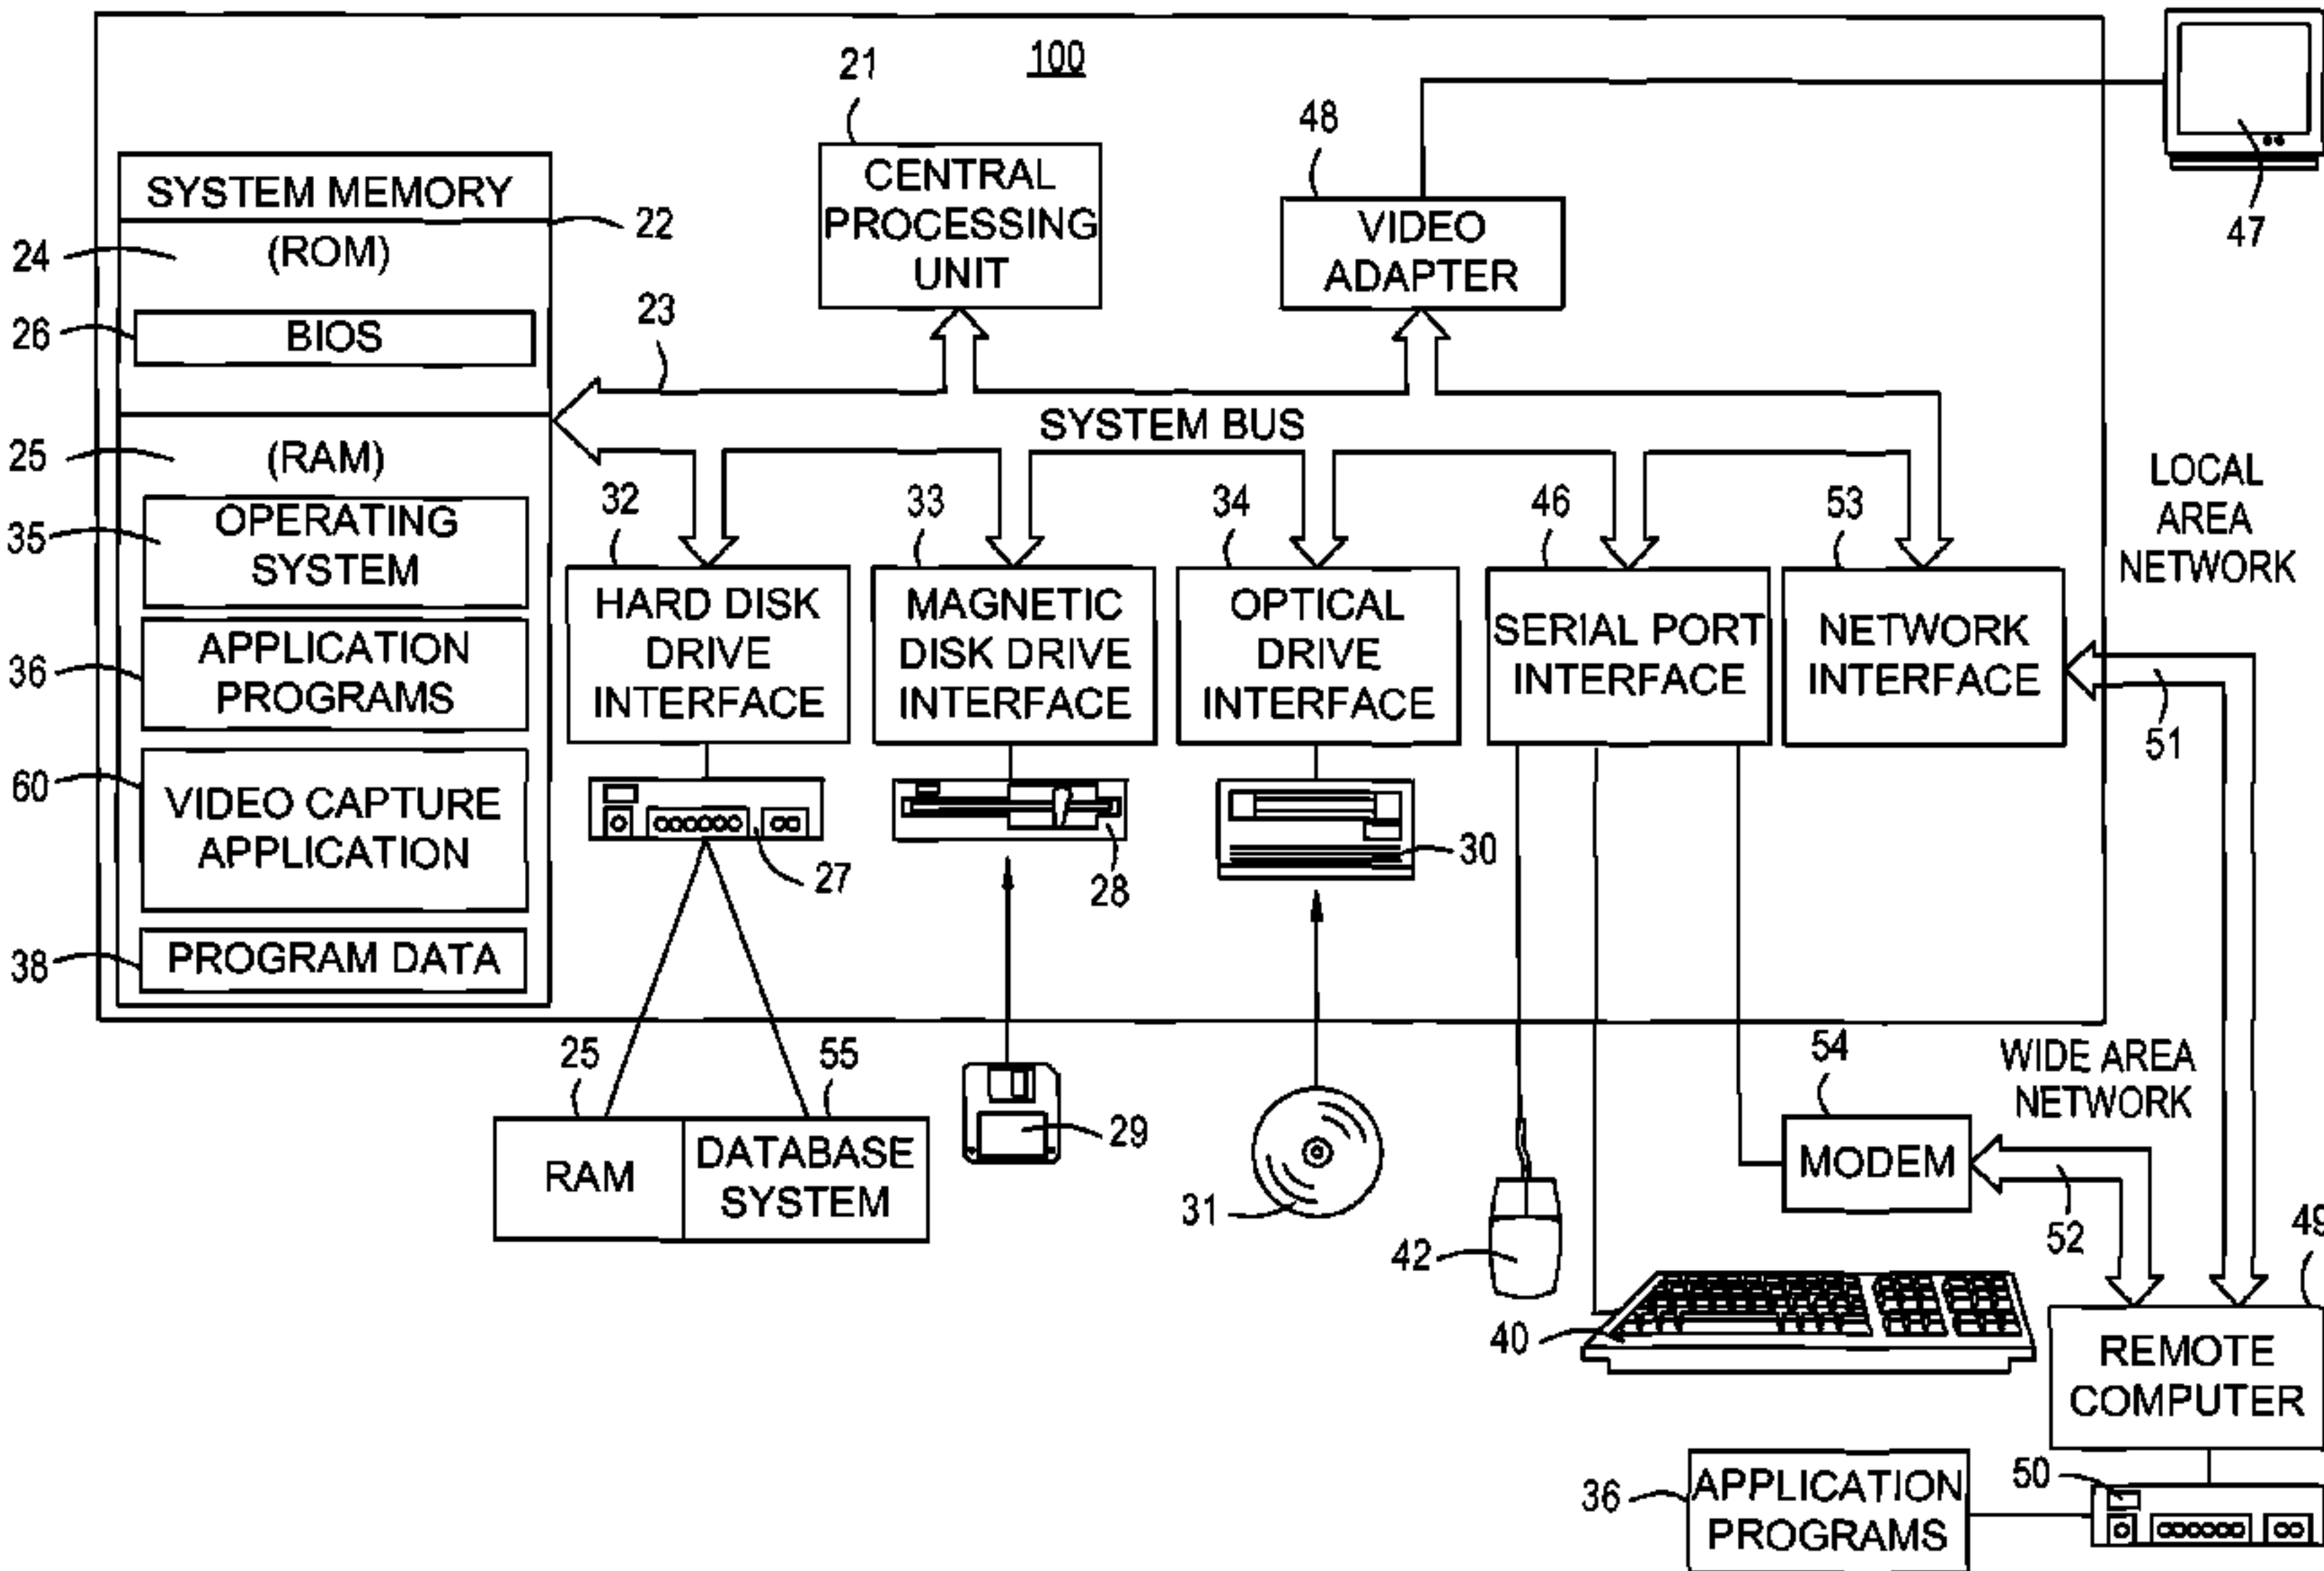 100
21
48
47
CENTRAL
PROCESSING
UNIT
VIDEO
ADAPTER
SYSTEM MEMORY
22
24
(ROM)
26
BIOS
23
SYSTEM BUS
25
(RAM)
35
OPERATING
SYSTEM
36
APPLICATION
PROGRAMS
60
VIDEO CAPTURE
APPLICATION
38
PROGRAM DATA
32
HARD DISK
DRIVE
INTERFACE
33
MAGNETIC
DISK DRIVE
INTERFACE
34
OPTICAL
DRIVE
INTERFACE
46
SERIAL PORT
INTERFACE
53
NETWORK
INTERFACE
LOCAL
AREA
NETWORK
51
27
28
30
25
55
RAM
DATABASE
SYSTEM
29
31
42
40
54
MODEM
WIDE AREA
NETWORK
52
49
REMOTE
COMPUTER
50
36
APPLICATION
PROGRAMS